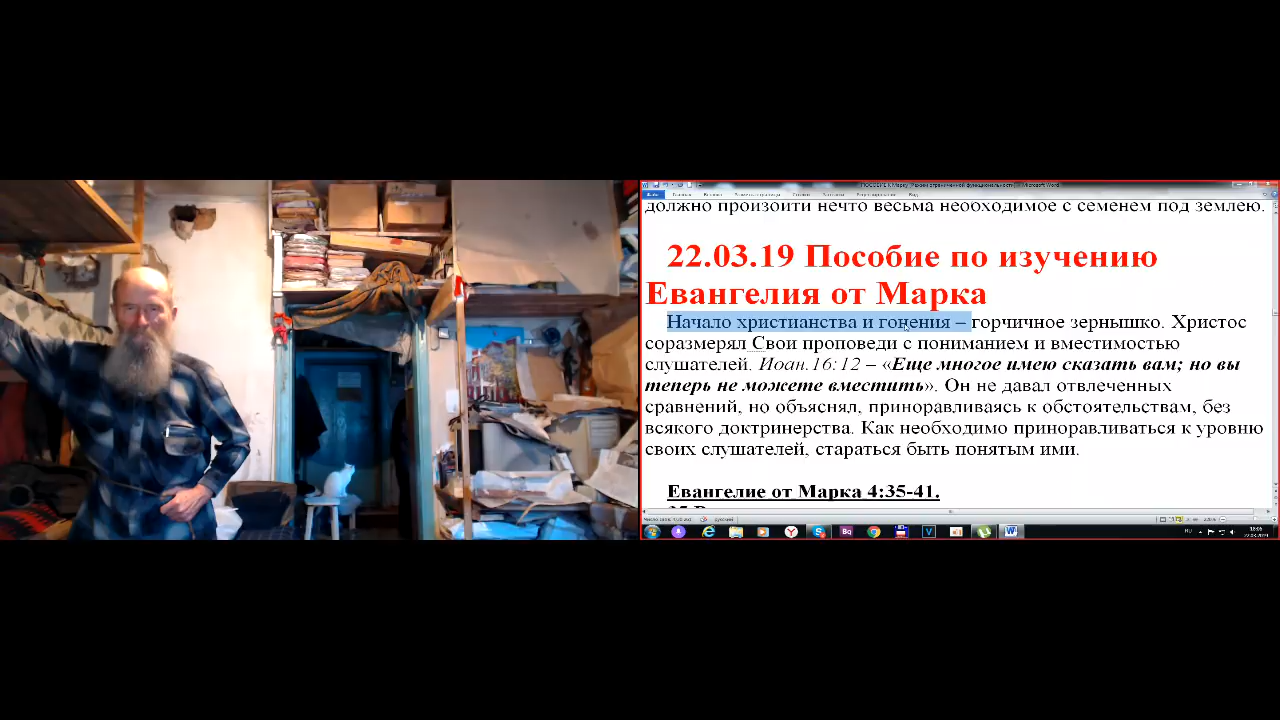 должно произойти нечто весьма необходимое с семенем под землею.
22.03.19 Пособие по изучению
Евангелия от Марка
Начало христианства и гонения – горчичное зернышко. Христос
соразмерял Свои проповеди с пониманием и вместимостью
слушателей. Иоан.16:12 – «Еще многое имею сказать вам; но вы
теперь не можете вместить». Он не давал отвлеченных
сравнений, но объяснял, приноравливаясь к обстоятельствам, без
всякого доктринерства. Как необходимо приноравливаться к уровню
своих слушателей, стараться быть понятым ими.
Евангелие от Марка 4:35-41.